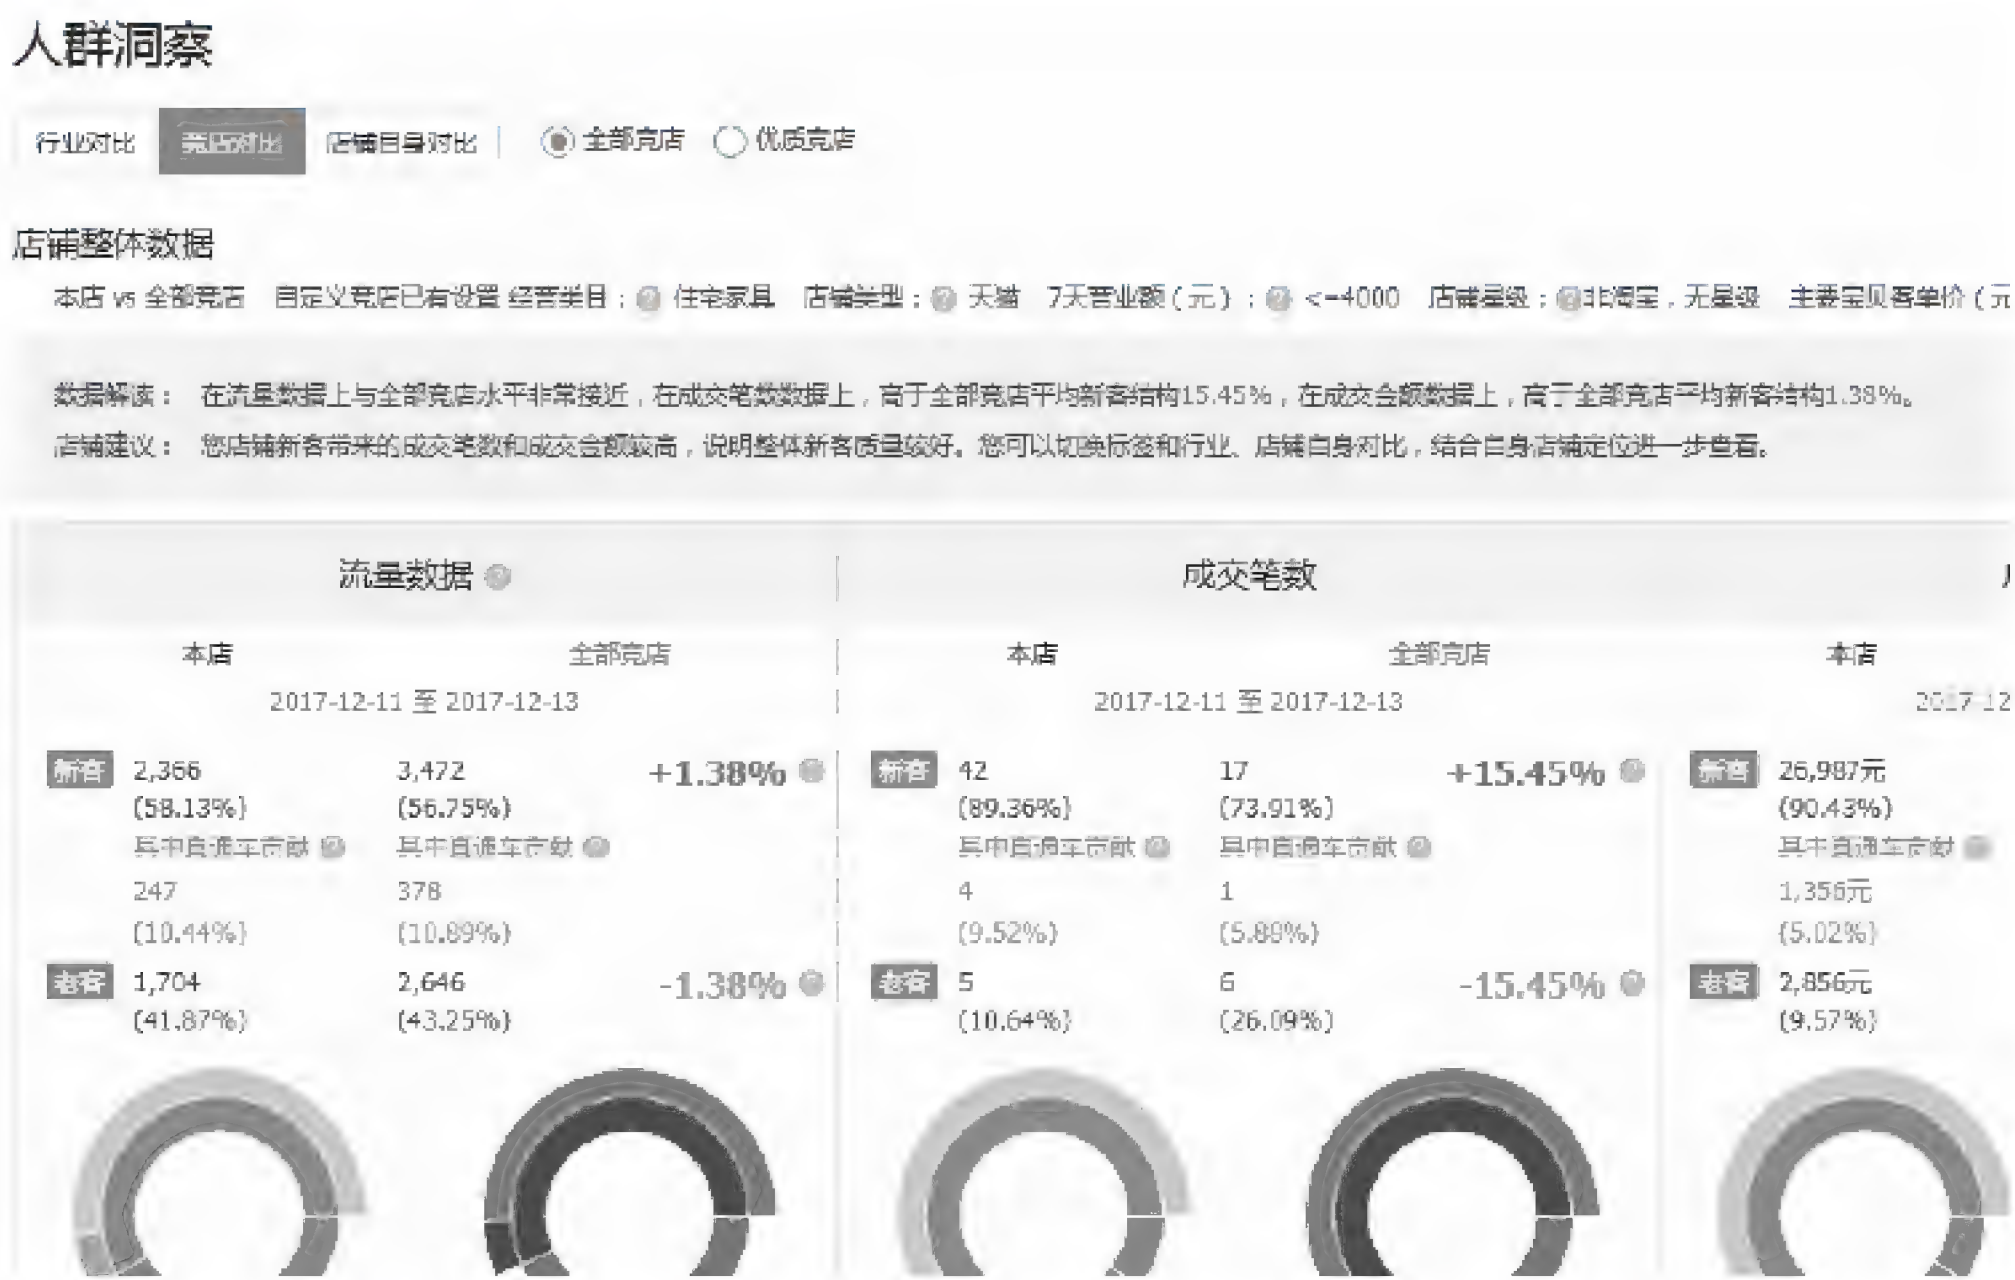 人群洞察
行业对比 竞店对比 店铺自身对比 全部竞店 优质竞店
店铺整体数据
本店 vs 全部竞店 自定义竞店已有设置 经营类目： 住宅家具 店铺类型： 天猫 7天营业额（元）： <=4000 店铺星级： 非淘宝，无星级 主要宝贝客单价（元
数据解读： 在流量数据上与全部竞店水平非常接近，在成交笔数数据上，高于全部竞店平均新客结构15.45%，在成交金额数据上，高于全部竞店平均新客结构1.38%。
店铺建议： 您店铺新客带来的成交笔数和成交金额较高，说明整体新客质量较好。您可以切换标签和行业、店铺自身对比，结合自身店铺定位进一步查看。
流量数据 成交笔数
本店 全部竞店 本店 全部竞店 本店
2017-12-11 至 2017-12-13 2017-12-11 至 2017-12-13 2017-12
新客 2,366 3,472 +1.38% 新客 42 17 +15.45% 新客 26,987元
(58.13%) (56.75%) (89.36%) (73.91%) (90.43%)
其中直通车贡献 其中直通车贡献 其中直通车贡献 其中直通车贡献 其中直通车贡献
247 378 4 1 1,356元
(10.44%) (10.89%) (9.52%) (5.88%) (5.02%)
老客 1,704 2,646 -1.38% 老客 5 6 -15.45% 老客 2,856元
(41.87%) (43.25%) (10.64%) (26.09%) (9.57%)